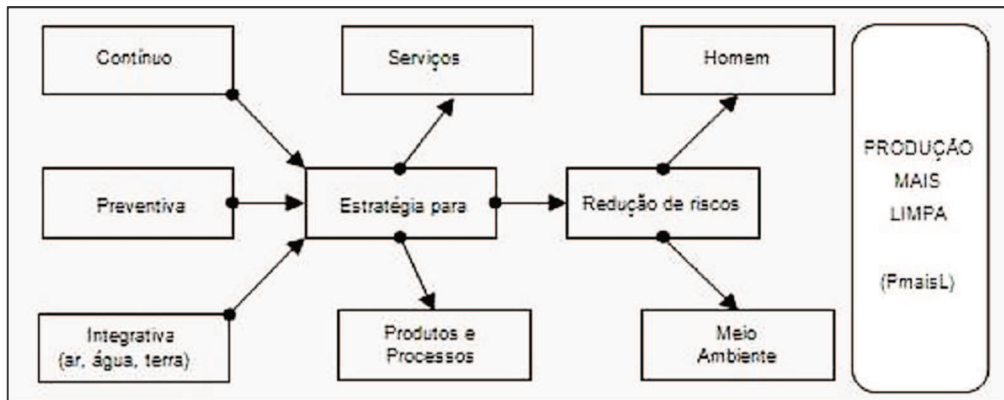 Contínuo
Serviços
Homem
Preventiva
Estratégia para
Redução de riscos
Integrativa
(ar, água, terra)
Produtos e
Processos
Meio
Ambiente
PRODUÇÃO
MAIS
LIMPA
(PmaisL)